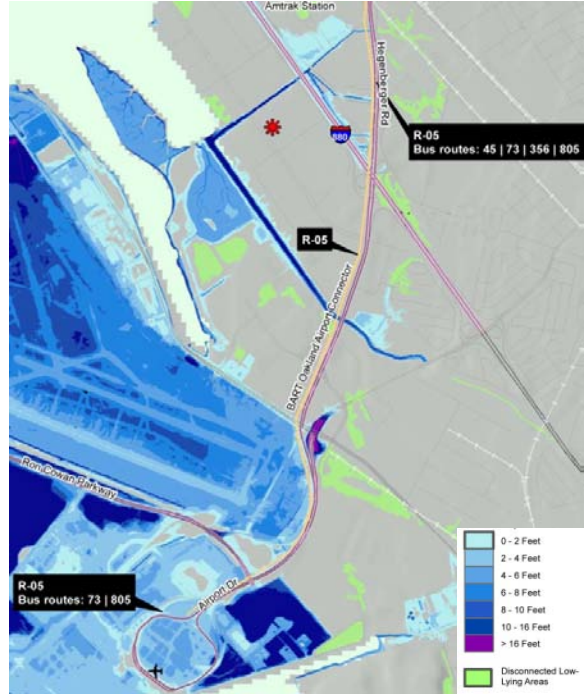 Amtrak Station
Hegenberger Rd
880
R-05
Bus routes: 45 | 73 | 356 | 805
R-05
BART Oakland Airport Connector
Ron Cowan Parkway
R-05
Bus routes: 73 | 805
Airport Dr
0 - 2 Feet
2 - 4 Feet
4 - 6 Feet
6 - 8 Feet
8 - 10 Feet
10 - 16 Feet
> 16 Feet
Disconnected Low-
Lying Areas